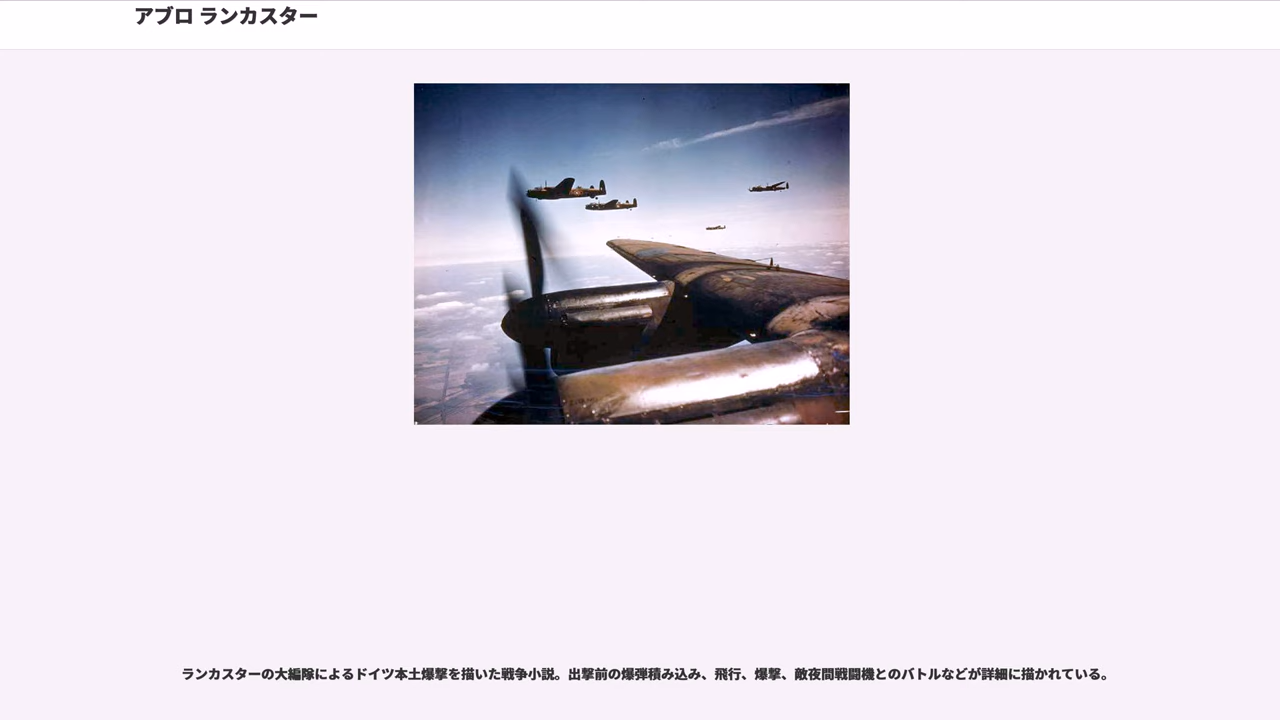 アブロ ランカスター
ランカスターの大編隊によるドイツ本土爆撃を描いた戦争小説。出撃前の爆弾積み込み、飛行、爆撃、敵夜間戦闘機とのバトルなどが詳細に描かれている。